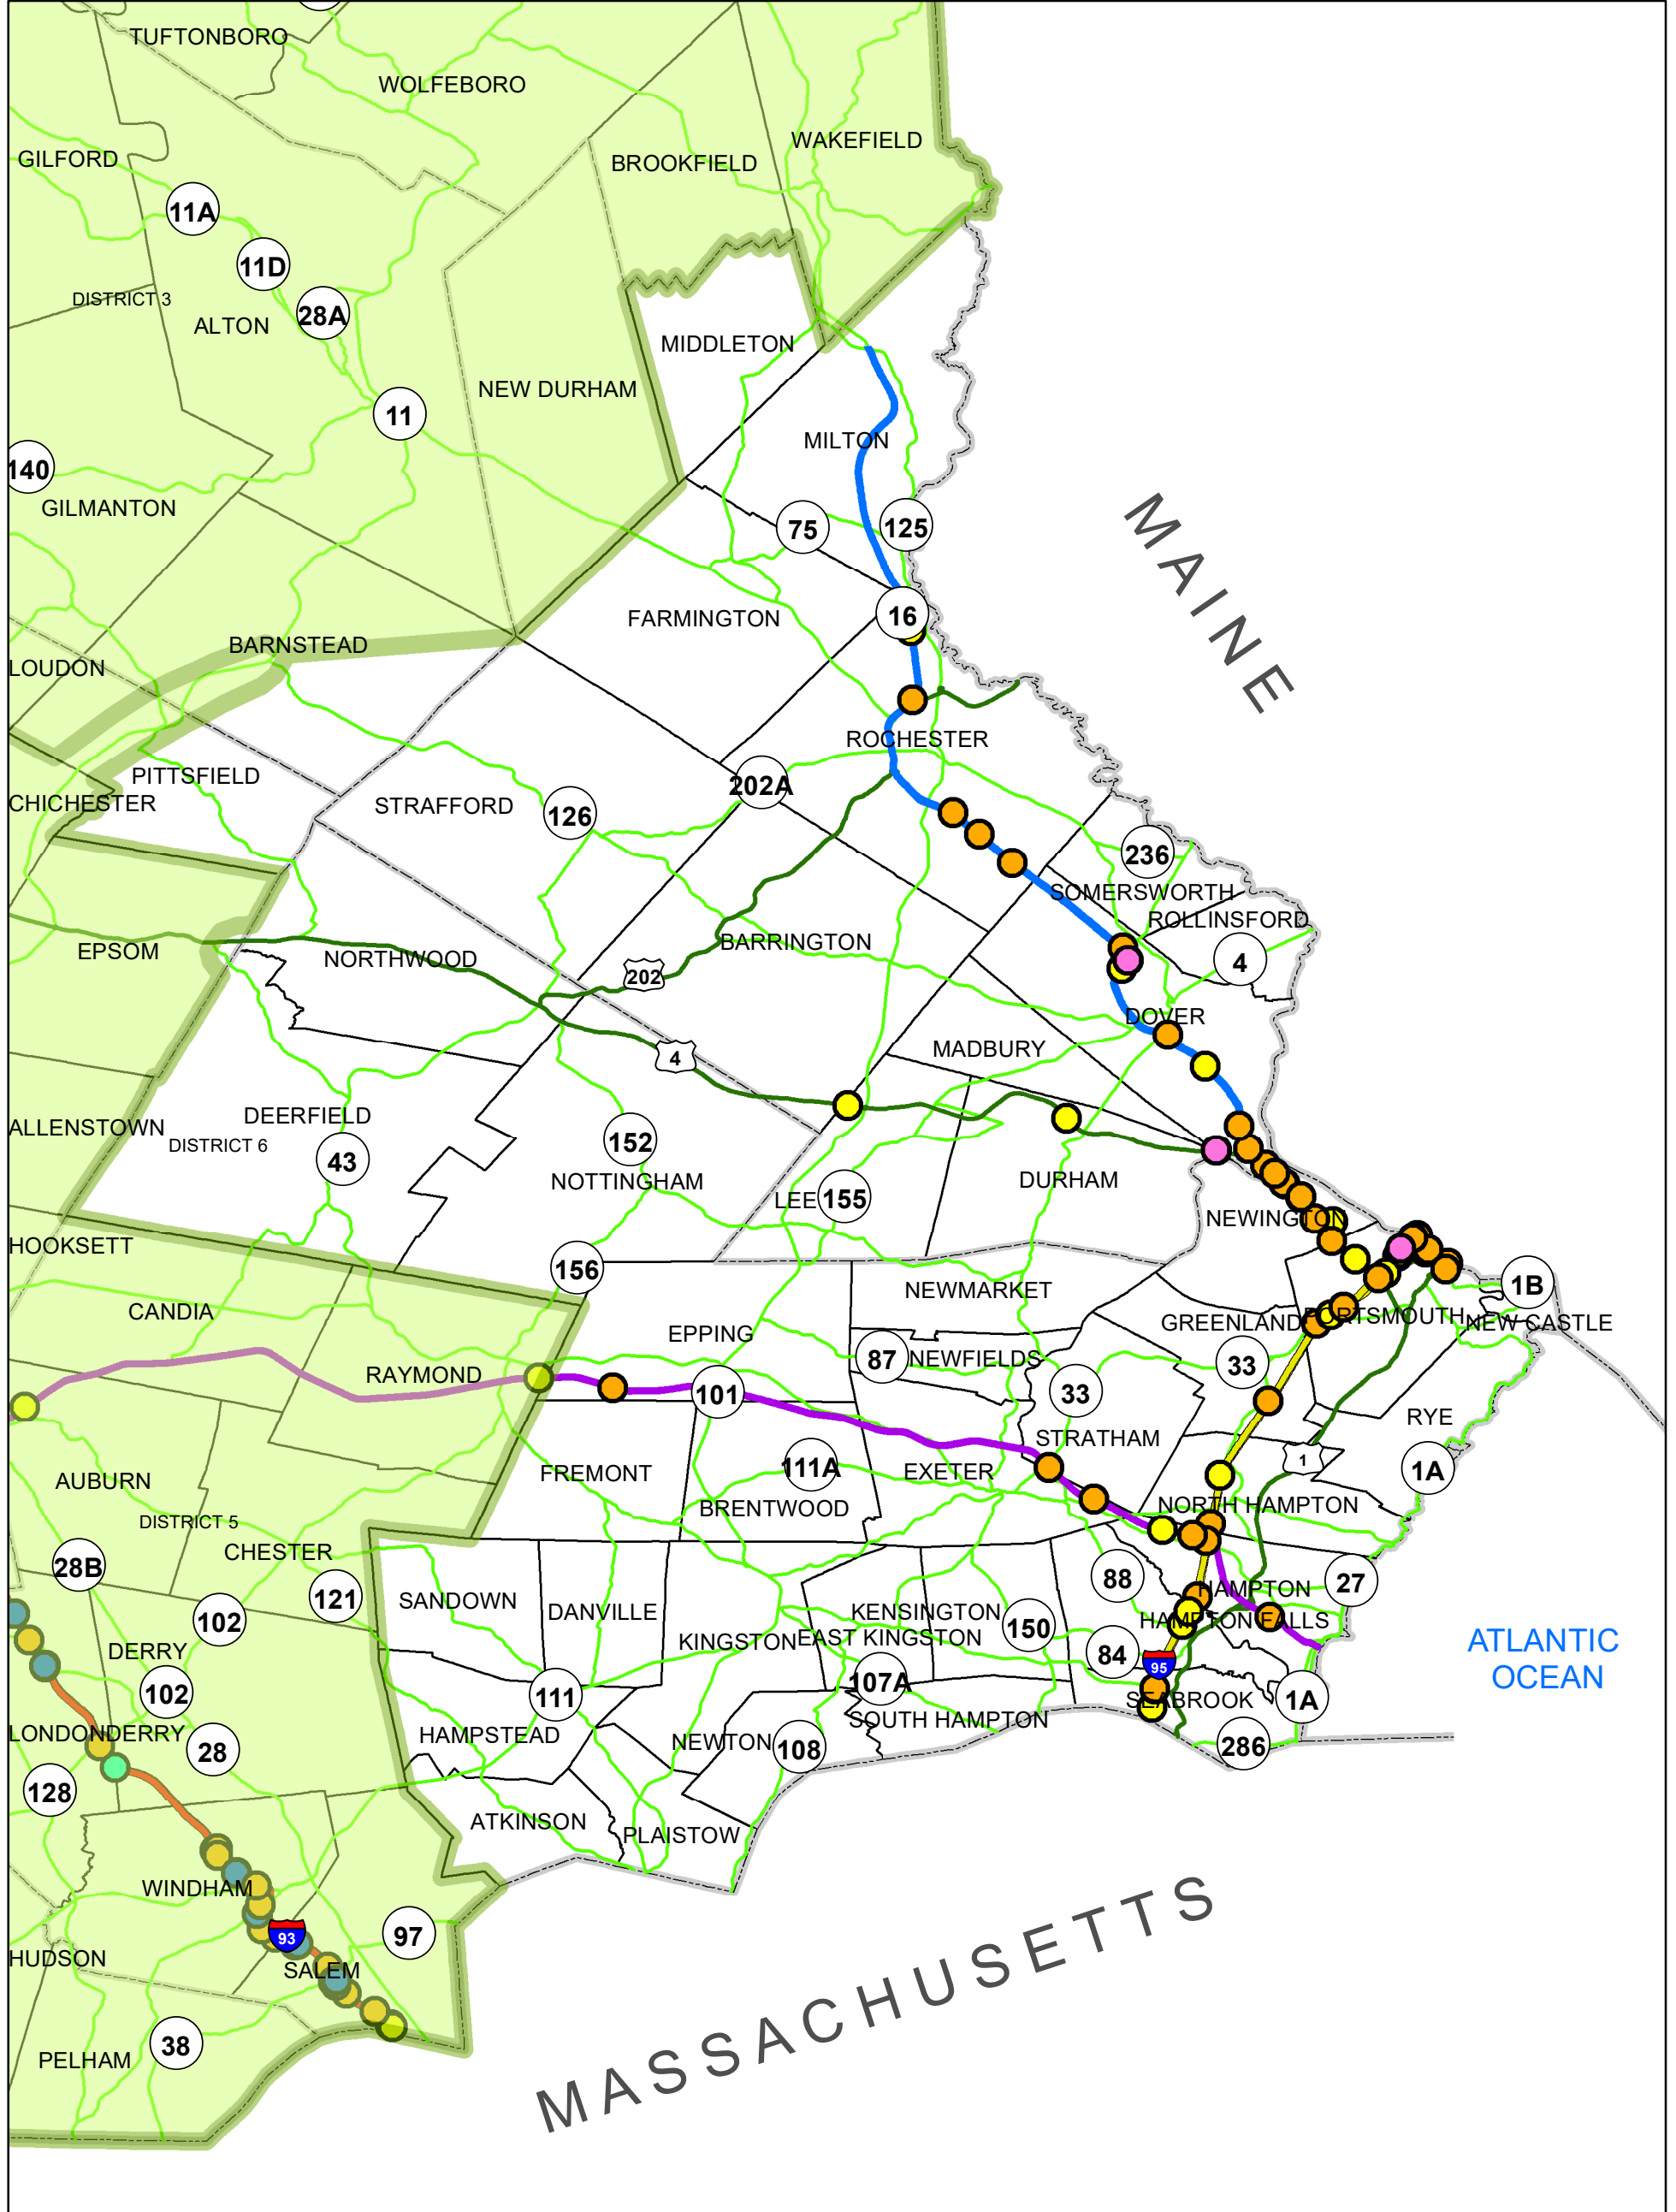 TUFTONBORO
WOLFEBORO
WAKEFIELD
GILFORD
BROOKFIELD
11A
11D
DISTRICT 3
28A
ALTON
MIDDLETON
NEW DURHAM
11
MILTON
140
GILMANTON
75
125
MAINE
16
FARMINGTON
BARNSTEAD
LOUDON
ROCHESTER
PITTSFIELD
202A
CHICHESTER
STRAFFORD
126
236
SOMERSWORTH
ROLLINSFORD
BARRINGTON
EPSOM
NORTHWOOD
4
202
DOVER
MADBURY
4
DEERFIELD
ALLENSTOWN
DISTRICT 6
152
43
NOTTINGHAM
DURHAM
LEE
155
NEWINGTON
HOOKSETT
156
NEWMARKET
1B
CANDIA
PORTSMOUTH
GREENLAND
NEW CASTLE
EPPING
87
NEWFIELDS
33
RAYMOND
33
101
RYE
STRATHAM
1
1A
FREMONT
111A
EXETER
AUBURN
BRENTWOOD
NORTH HAMPTON
DISTRICT 5
CHESTER
28B
88
27
HAMPTON
121
SANDOWN
DANVILLE
KENSINGTON
102
150
HAMPTON FALLS
KINGSTON
EAST KINGSTON
DERRY
84
ATLANTIC
OCEAN
95
107A
102
111
SEABROOK
1A
SOUTH HAMPTON
LONDONDERRY
HAMPSTEAD
NEWTON
28
108
286
128
ATKINSON
PLAISTOW
WINDHAM
93
97
MASSACHUSETTS
HUDSON
SALEM
38
PELHAM